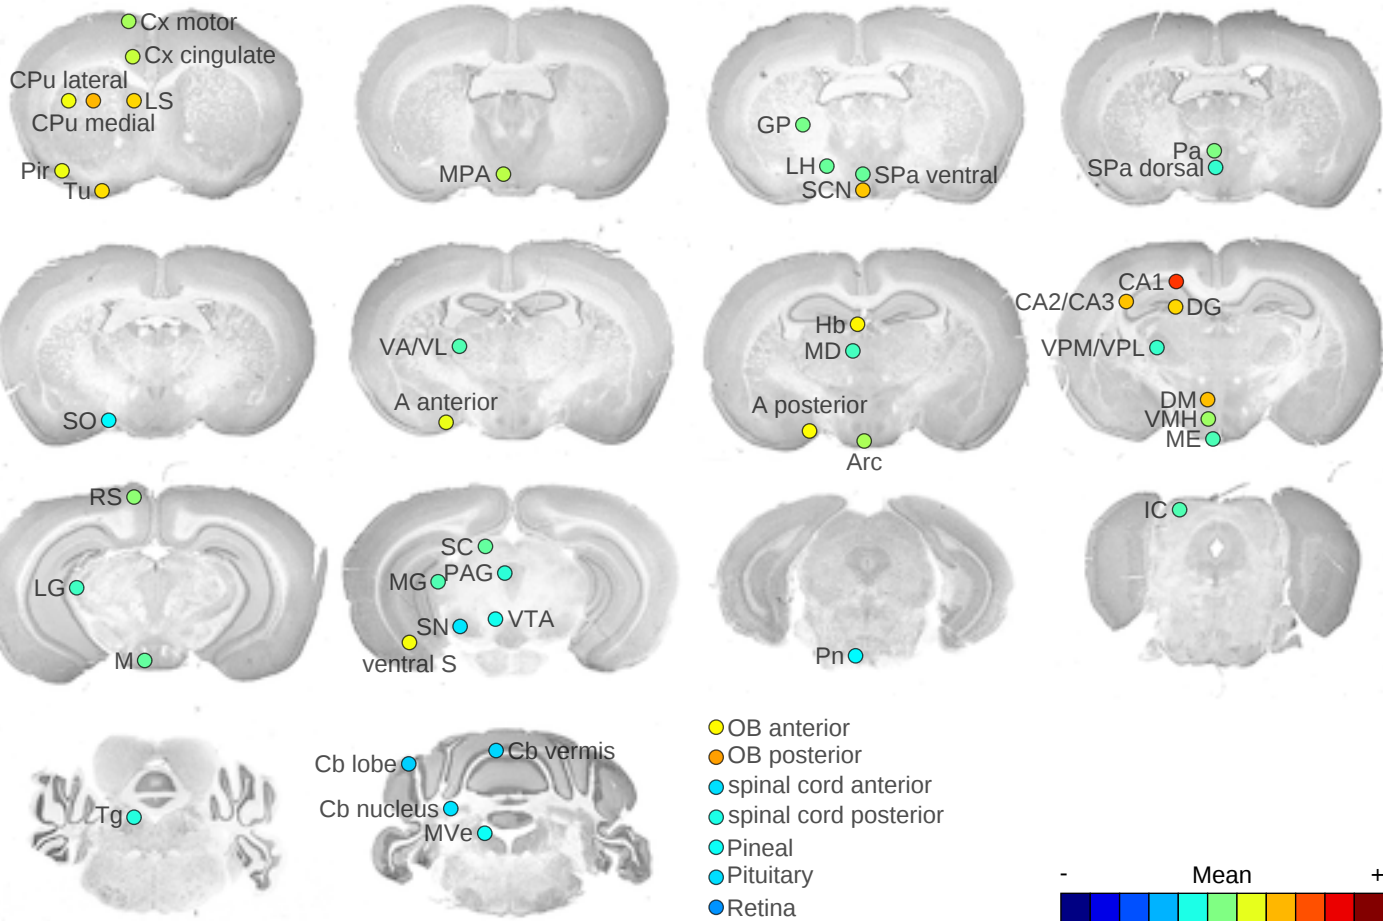 Cx motor
Cx cingulate
CPu lateral
LS
CPu medial
Pir
Tu
MPA
GP
LH
SPa ventral
SCN
Pa
SPa dorsal
SO
VA/VL
A anterior
Hb
MD
A posterior
Arc
CA1
CA2/CA3
DG
VPM/VPL
DM
VMH
ME
RS
LG
M
SC
MG
PAG
SN
VTA
ventral S
Pn
IC
Tg
Cb lobe
Cb vermis
Cb nucleus
MVe
OB anterior
OB posterior
spinal cord anterior
spinal cord posterior
Pineal
Pituitary
Retina
- Mean +